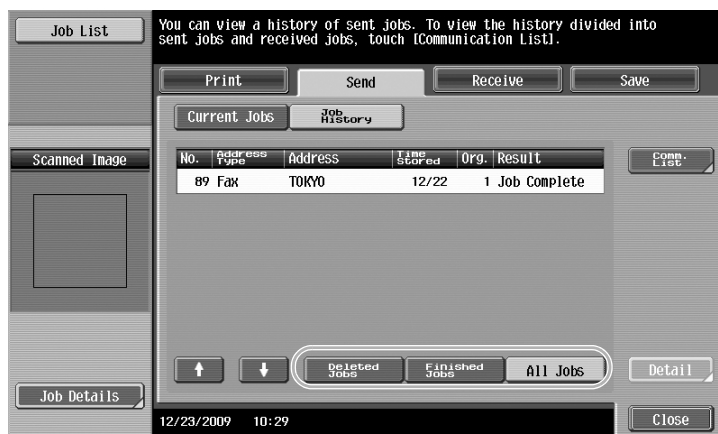 Job List
You can view a history of sent jobs. To view the history divided into
sent jobs and received jobs, touch [Communication List].
Print Send Receive Save
Current Jobs Job History
Scanned Image
No. Address Type Address Time Stored Org. Result
Comm. List
89 Fax TOKYO 12/22 1 Job Complete
Deleted Jobs Finished Jobs All Jobs
Detail
Job Details
12/23/2009 10:29
Close